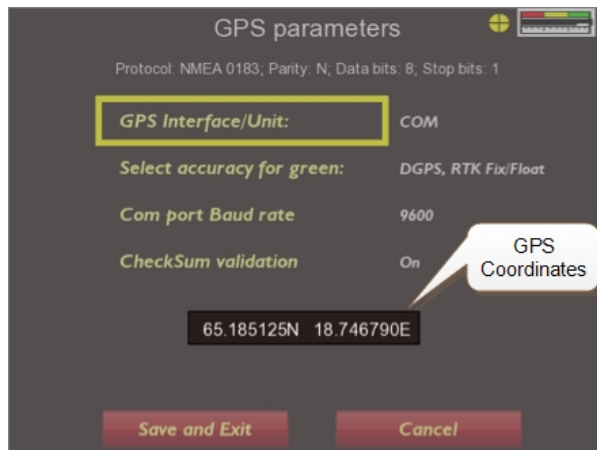 GPS parameters
Protocol: NMEA 0183; Parity: N; Data bits: 8; Stop bits: 1
GPS Interface/Unit: COM
Select accuracy for green: DGPS, RTK Fix/Float
Com port Baud rate 9600
CheckSum validation On
GPS
Coordinates
65.185125N 18.746790E
Save and Exit Cancel